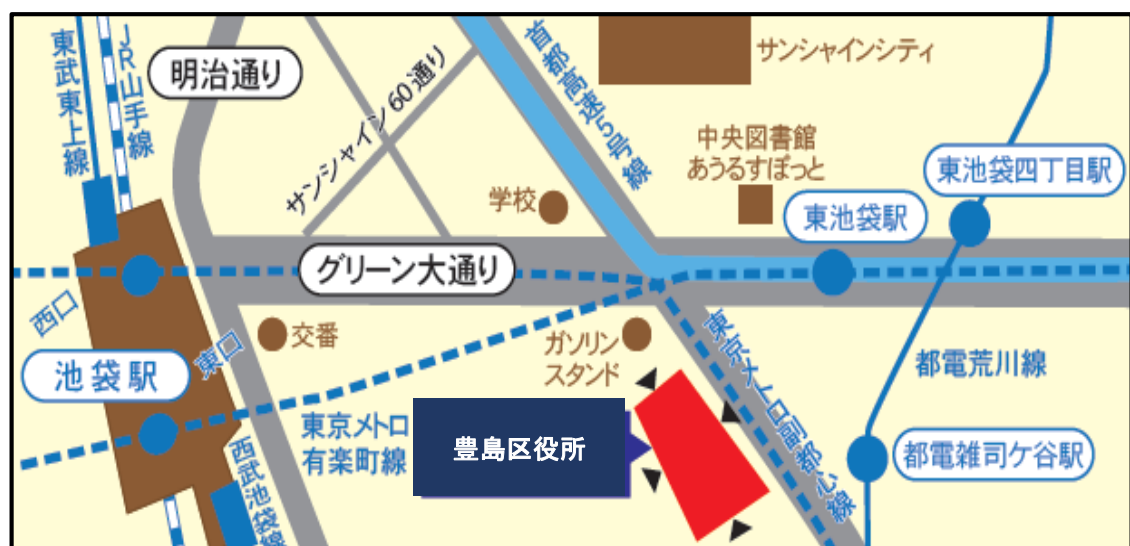 東武東上線
JR山手線
明治通り
サンシャイン60通り
首都高速5号線
サンシャインシティ
中央図書館
あうるすぽっと
東池袋四丁目駅
学校
東池袋駅
グリーン大通り
西口
東口
交番
池袋駅
ガソリン
スタンド
東京メトロ副都心線
都電荒川線
東京メトロ
有楽町線
豊島区役所
都電雑司ケ谷駅
西武池袋線